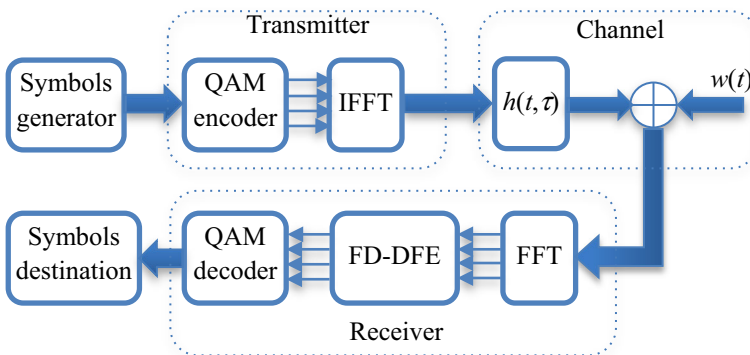 Transmitter
Channel
Symbols
generator
QAM
encoder
IFFT
h(t,τ)
w(t)
Symbols
destination
QAM
decoder
FD-DFE
FFT
Receiver